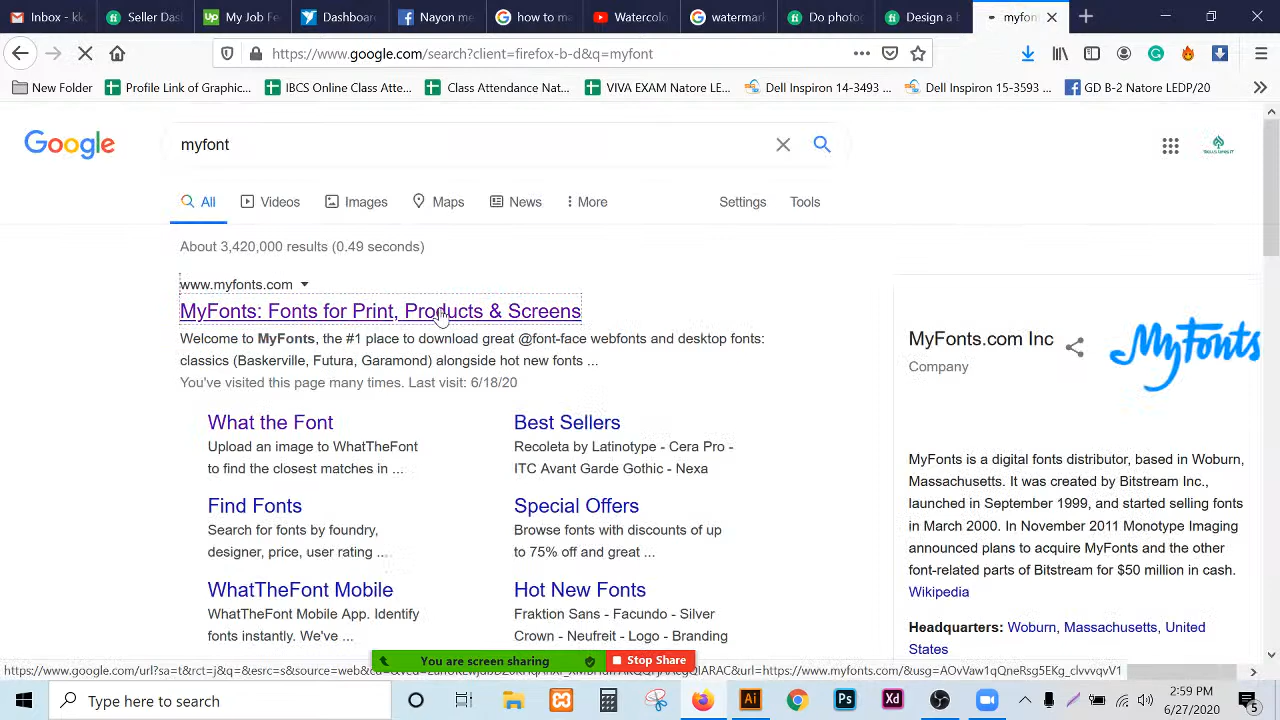 Inbox - kk
Seller Dash
Up My Job Fee
Dashboard
Nayon me
how to ma
Watercolo
watermark
Do photo
Design a b
myfon
https://www.google.com/search?client=firefox-b-d&q=myfont
New Folder
Profile Link of Graphic...
IBCS Online Class Atte...
Class Attendance Nat...
VIVA EXAM Natore LE...
Dell Inspiron 14-3493 ...
Dell Inspiron 15-3593 ...
GD B-2 Natore LEDP/20
Google
myfont
All
Videos
Images
Maps
News
More
Settings
Tools
About 3,420,000 results (0.49 seconds)
www.myfonts.com
MyFonts: Fonts for Print, Products & Screens
Welcome to MyFonts, the #1 place to download great @font-face webfonts and desktop fonts:
classics (Baskerville, Futura, Garamond) alongside hot new fonts ...
You've visited this page many times. Last visit: 6/18/20
What the Font
Upload an image to WhatTheFont
to find the closest matches in ...
Best Sellers
Recoleta by Latinotype - Cera Pro -
ITC Avant Garde Gothic - Nexa
Find Fonts
Search for fonts by foundry,
designer, price, user rating ...
Special Offers
Browse fonts with discounts of up
to 75% off and great ...
WhatTheFont Mobile
WhatTheFont Mobile App. Identify
fonts instantly. We've ...
Hot New Fonts
Fraktion Sans - Facundo - Silver
Crown - Neufreit - Logo - Branding
MyFonts.com Inc
Company
MyFonts
MyFonts is a digital fonts distributor, based in Woburn,
Massachusetts. It was created by Bitstream Inc.,
launched in September 1999, and started selling fonts
in March 2000. In November 2011 Monotype Imaging
announced plans to acquire MyFonts and the other
font-related parts of Bitstream for $50 million in cash.
Wikipedia
Headquarters: Woburn, Massachusetts, United
States
You are screen sharing
Stop Share
Type here to search
Ai
Ps
Xd
2:59 PM
6/27/2020
5